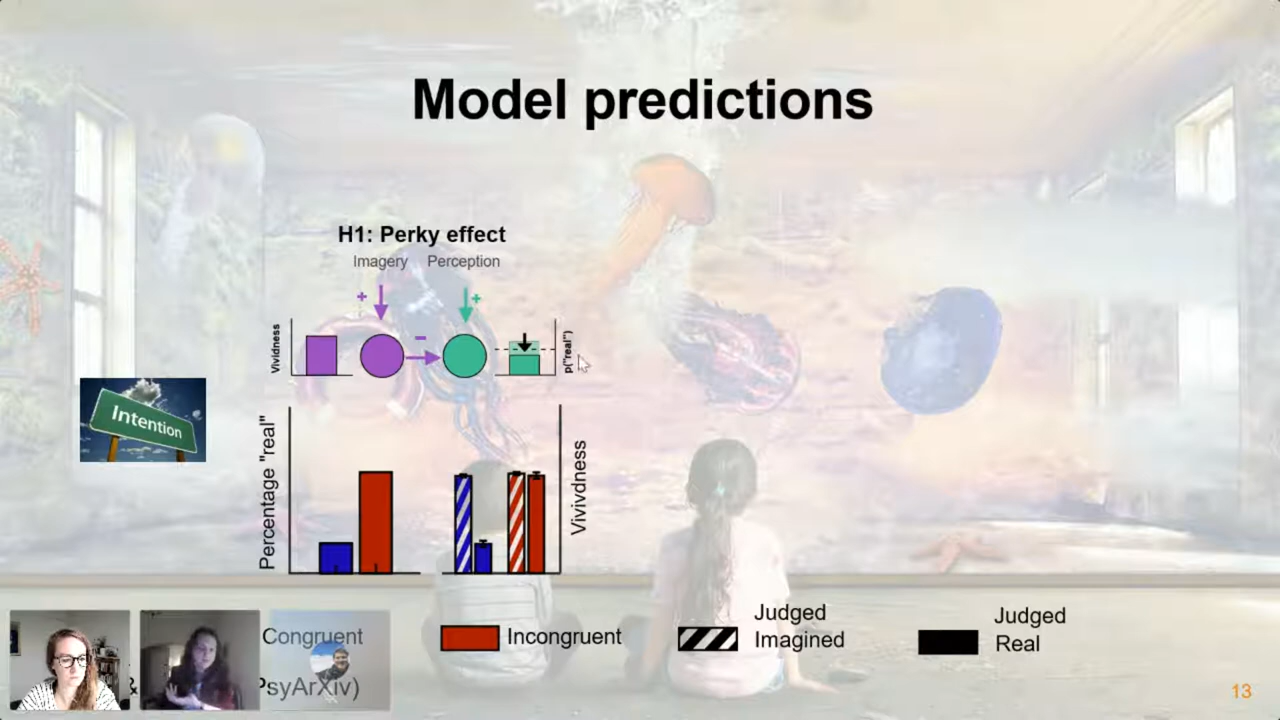 Model predictions
H1: Perky effect
Imagery Perception
+ +
Vividness
-
p("real")
Intention
Percentage "real"
Vivivdness
Congruent
Incongruent
Judged
Imagined
Judged
Real
&
PsyArXiv)
13